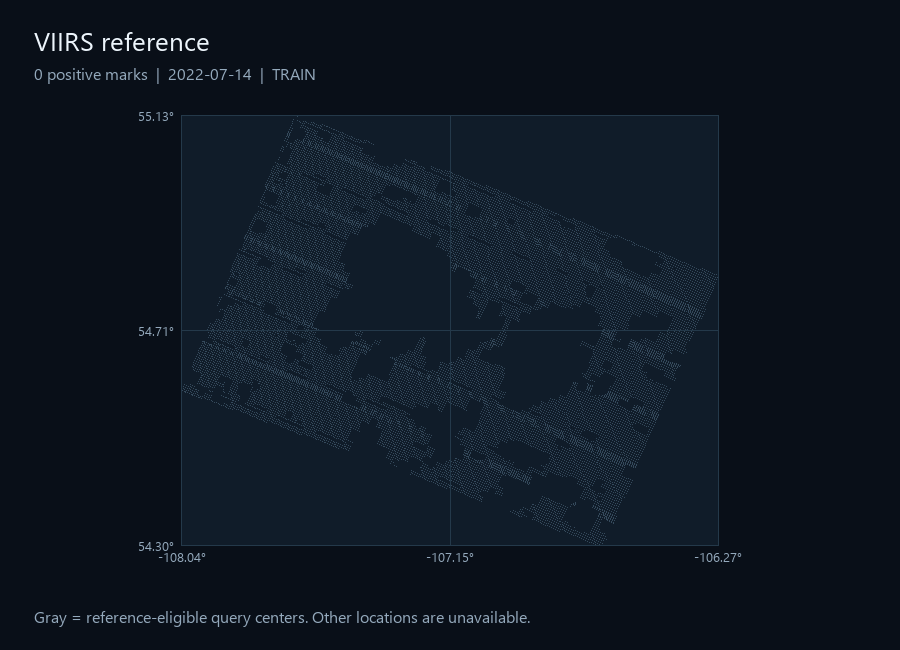 VIIRS reference
0 positive marks | 2022-07-14 | TRAIN
55.13°
54.71°
54.30°
-108.04°
-107.15°
-106.27°
Gray = reference-eligible query centers. Other locations are unavailable.